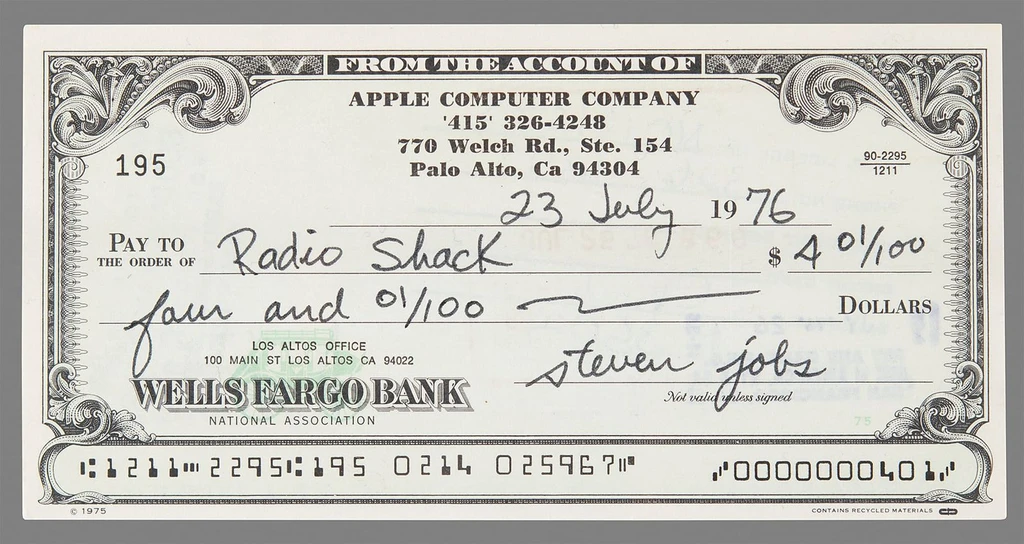 FROM THE ACCOUNT OF
APPLE COMPUTER COMPANY
'415' 326-4248
770 Welch Rd., Ste. 154
Palo Alto, Ca 94304
195
90-2295
1211
23 July 1976
PAY TO THE ORDER OF Radio Shack $ 4 01/100
four and 01/100 DOLLARS
LOS ALTOS OFFICE
100 MAIN ST LOS ALTOS CA 94022
WELLS FARGO BANK
NATIONAL ASSOCIATION
steven jobs
Not valid unless signed
75
⑆1211⑉2295⑆195 0214 025967⑈ ⑇0000000401⑇
© 1975 CONTAINS RECYCLED MATERIALS